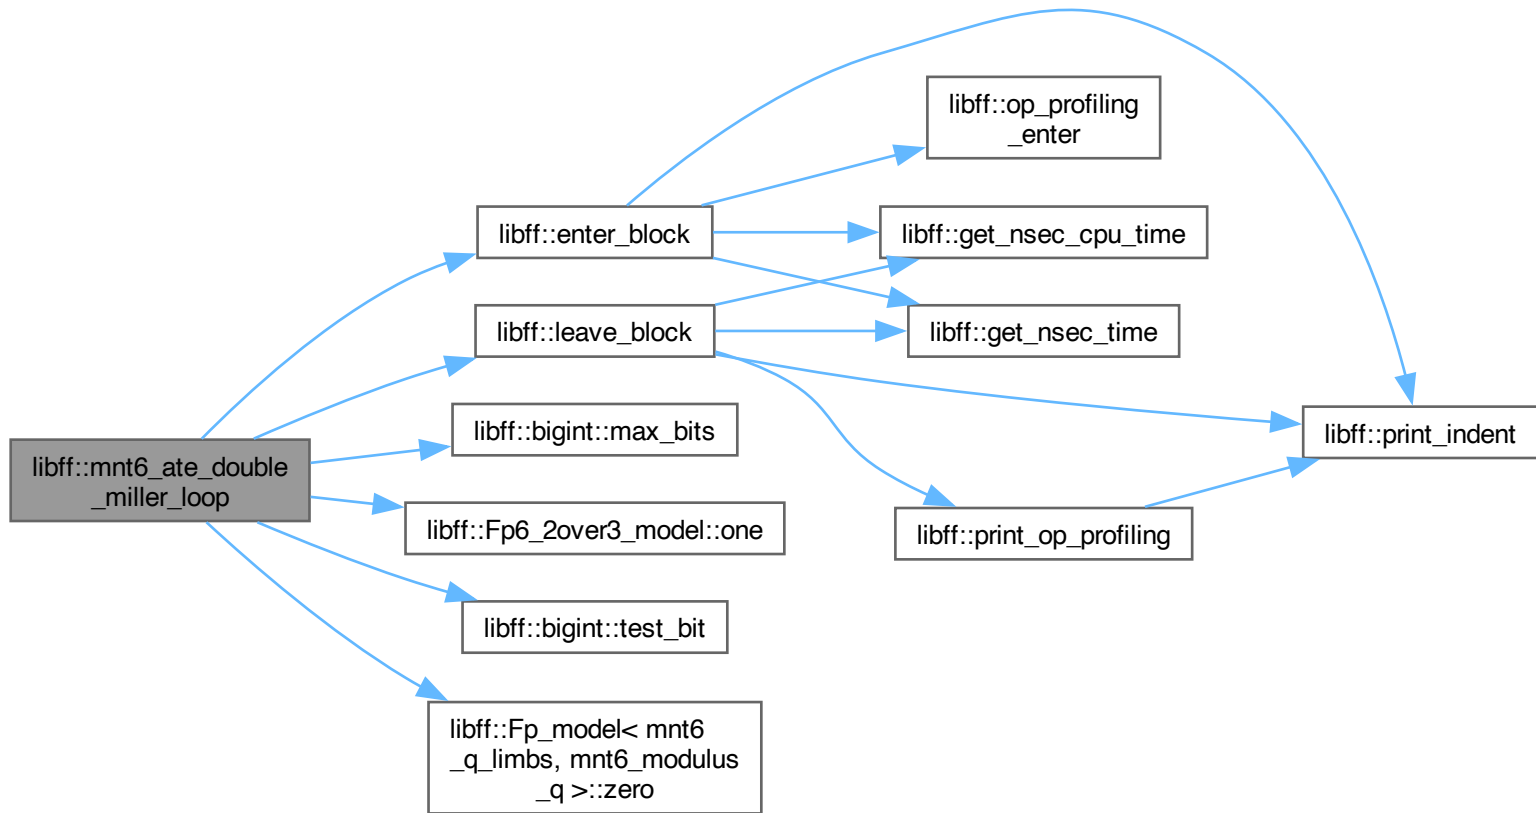 libff::mnt6_ate_double
_miller_loop
libff::enter_block
libff::leave_block
libff::bigint::max_bits
libff::Fp6_2over3_model::one
libff::bigint::test_bit
libff::Fp_model< mnt6
_q_limbs, mnt6_modulus
_q >::zero
libff::op_profiling
_enter
libff::get_nsec_cpu_time
libff::get_nsec_time
libff::print_op_profiling
libff::print_indent